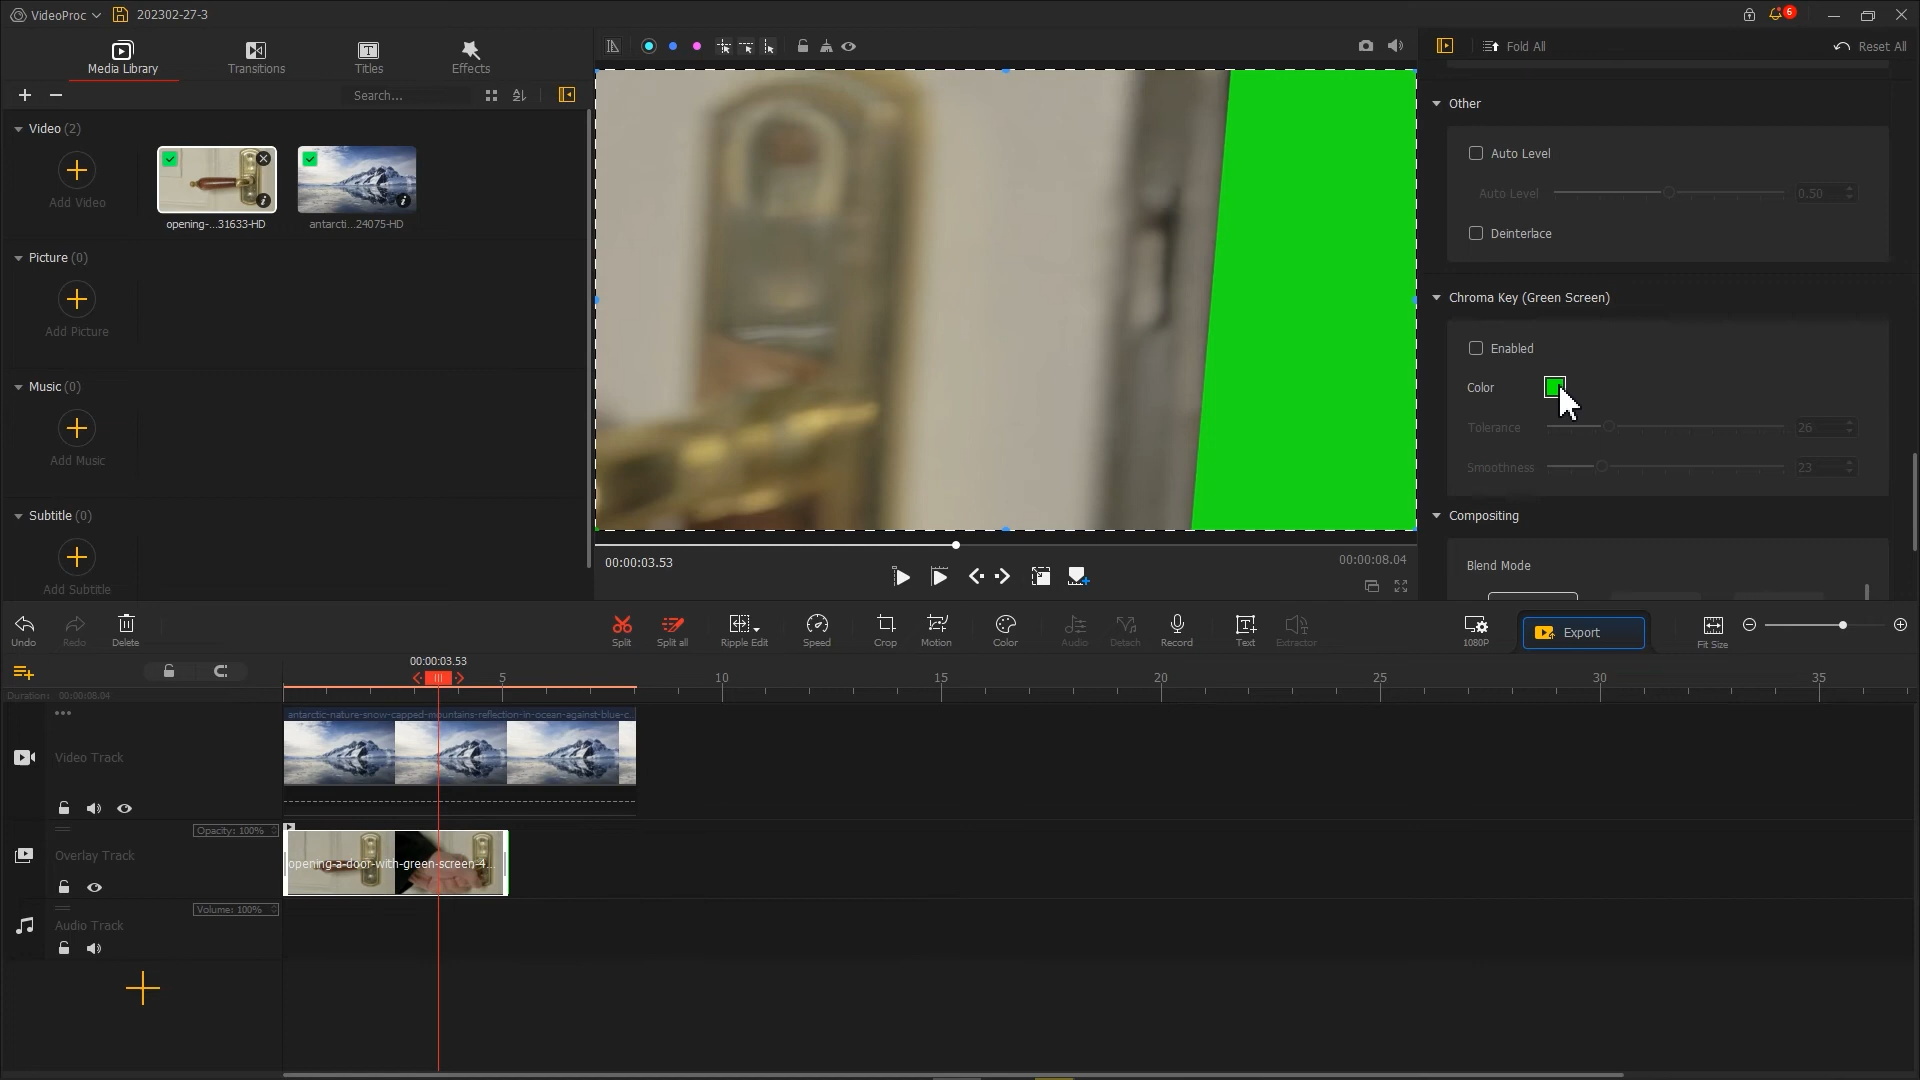 VideoProc
202302-27-3
6
Media Library
Transitions
Titles
Effects
Search...
Fold All
Reset All
Video (2)
Add Video
opening-...31633-HD
antarcti...24075-HD
Picture (0)
Add Picture
Music (0)
Add Music
Subtitle (0)
Add Subtitle
Other
Auto Level
Auto Level
0.50
Deinterlace
Chroma Key (Green Screen)
Enabled
Color
Tolerance
26
Smoothness
23
Compositing
Blend Mode
00:00:03.53
00:00:08.04
Undo
Redo
Delete
Split
Split all
Ripple Edit
Speed
Crop
Motion
Color
Audio
Detach
Record
Text
Extractor
1080P
Export
Fit Size
00:00:03.53
5
10
15
20
25
30
35
Duration: 00:00:08.04
antarctic-nature-snow-capped-mountains-reflection-in-ocean-against-blue-c...
Video Track
Opacity: 100%
Overlay Track
opening-a-door-with-green-screen-4...
Volume: 100%
Audio Track